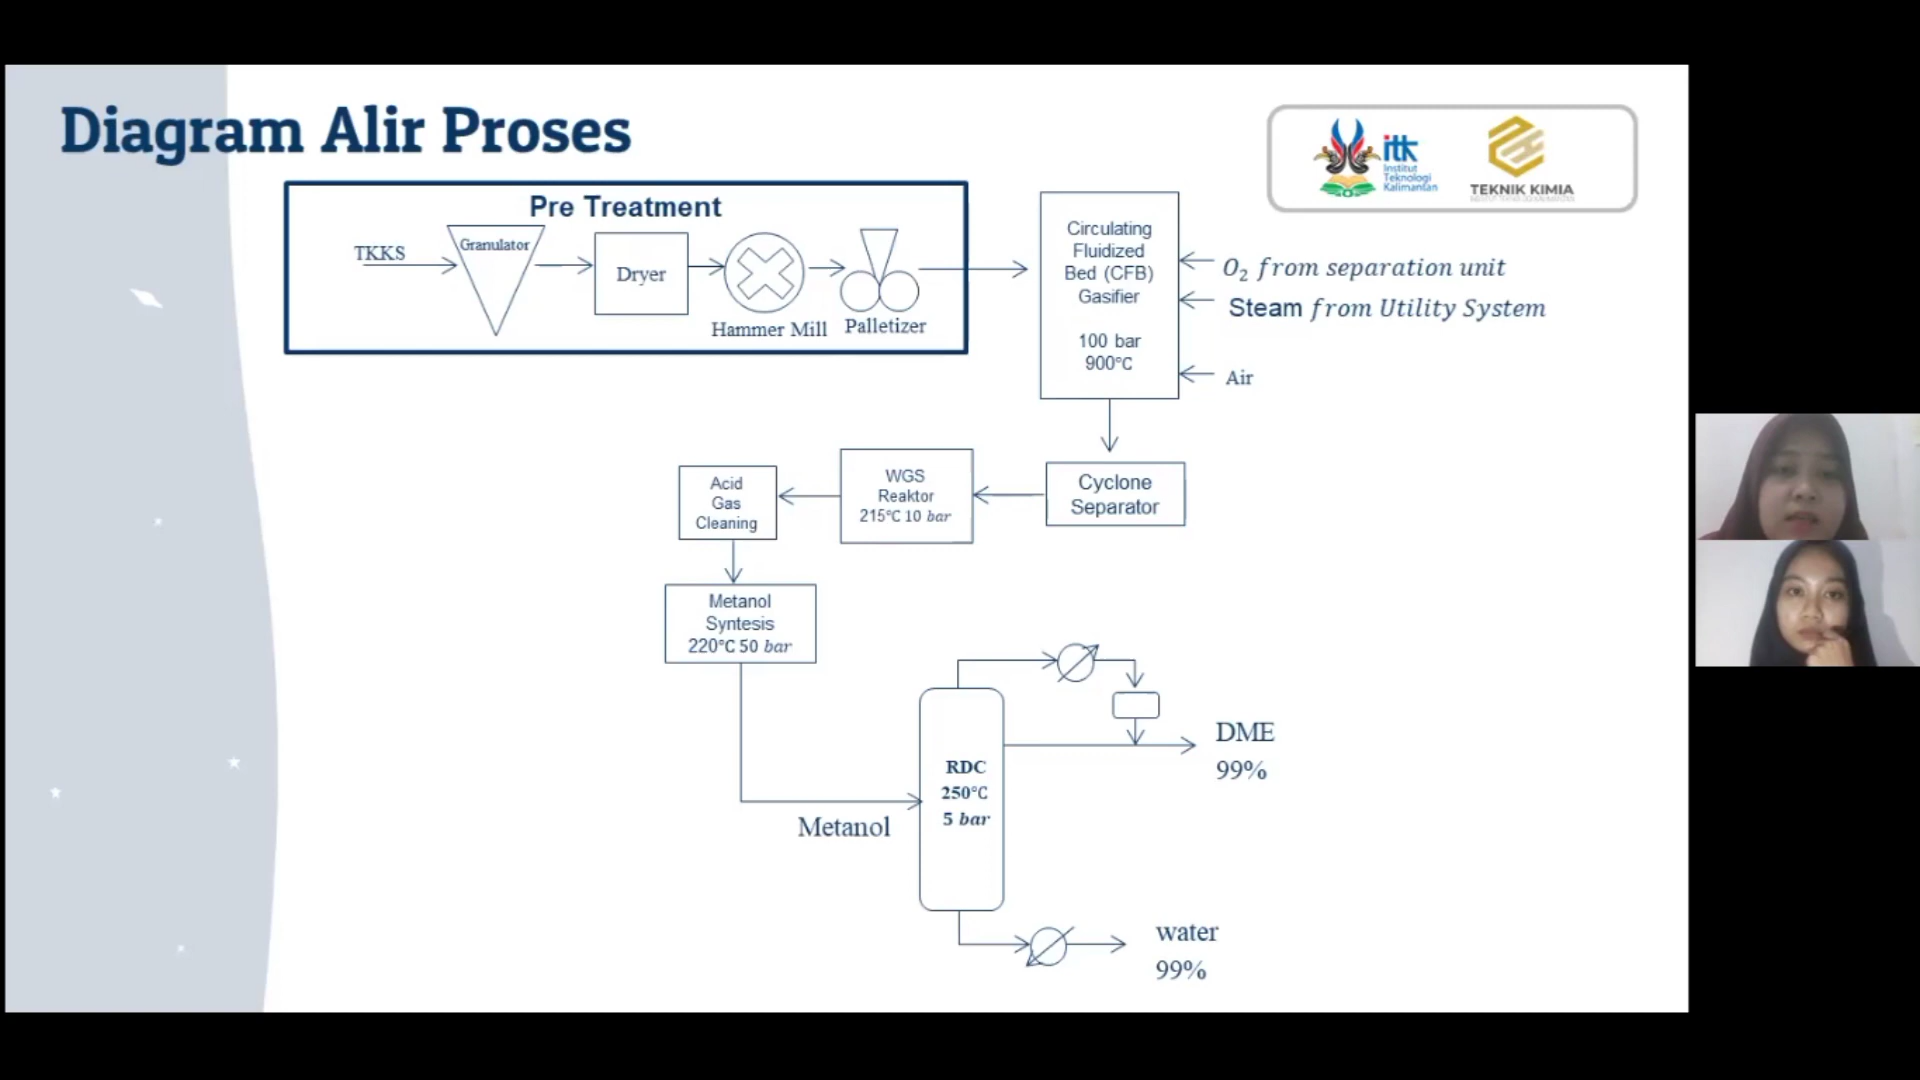 Diagram Alir Proses
itk
Institut
Teknologi
Kalimantan
TEKNIK KIMIA
Pre Treatment
TKKS
Granulator
Dryer
Hammer Mill
Palletizer
Circulating
Fluidized
Bed (CFB)
Gasifier
100 bar
900°C
O₂ from separation unit
Steam from Utility System
Air
Cyclone
Separator
WGS
Reaktor
215°C 10 bar
Acid
Gas
Cleaning
Metanol
Syntesis
220°C 50 bar
Metanol
RDC
250°C
5 bar
DME
99%
water
99%